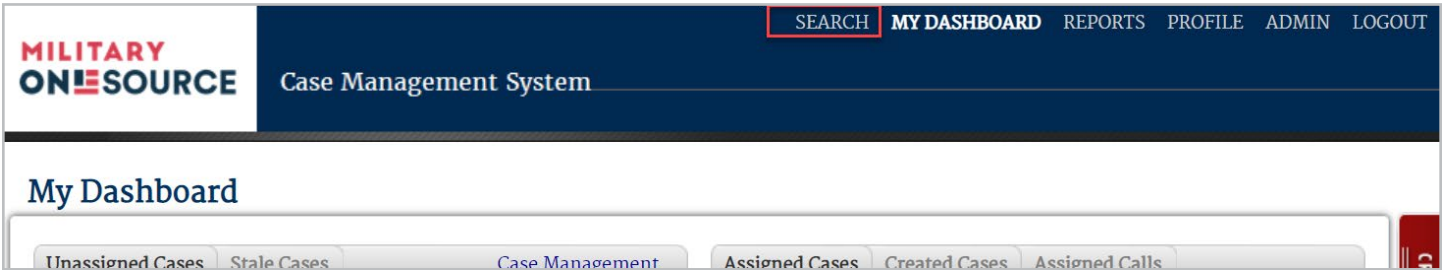 SEARCH MY DASHBOARD REPORTS PROFILE ADMIN LOGOUT
MILITARY
ONESOURCE
Case Management System
My Dashboard
Unassigned Cases Stale Cases Case Management Assigned Cases Created Cases Assigned Calls